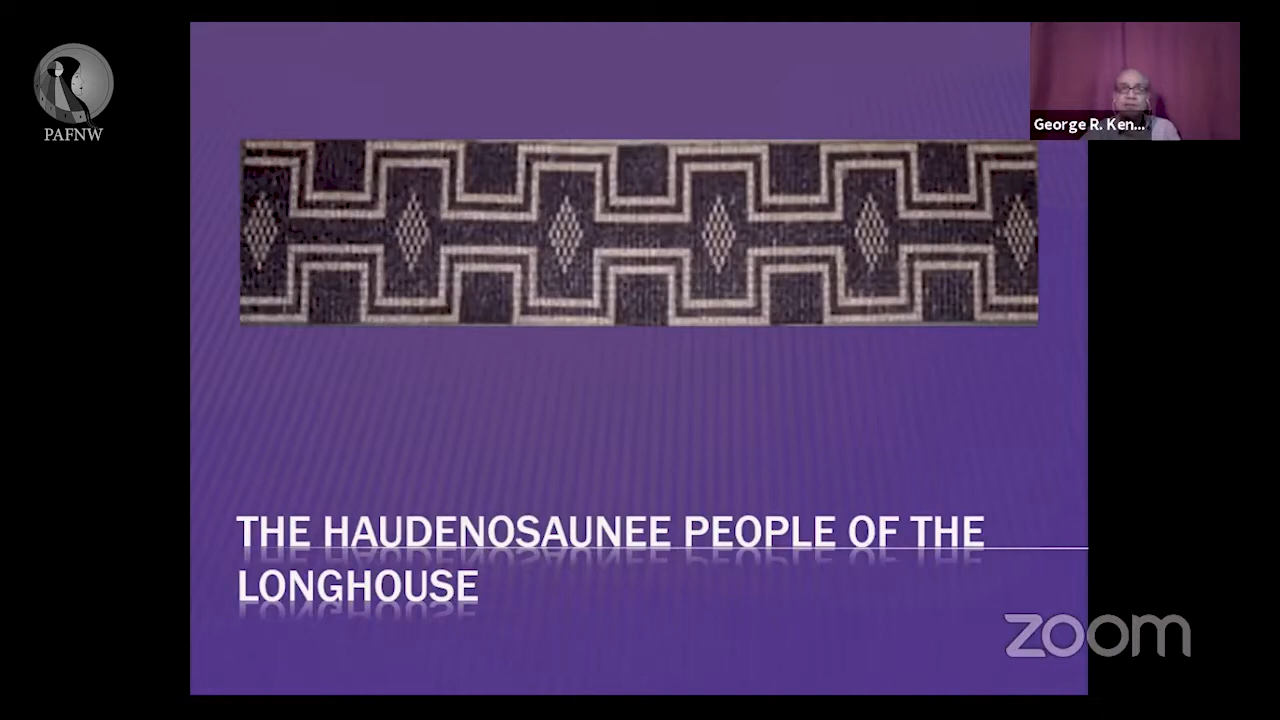 PAFNW
George R. Ken...
THE HAUDENOSAUNEE PEOPLE OF THE
LONGHOUSE
zoom